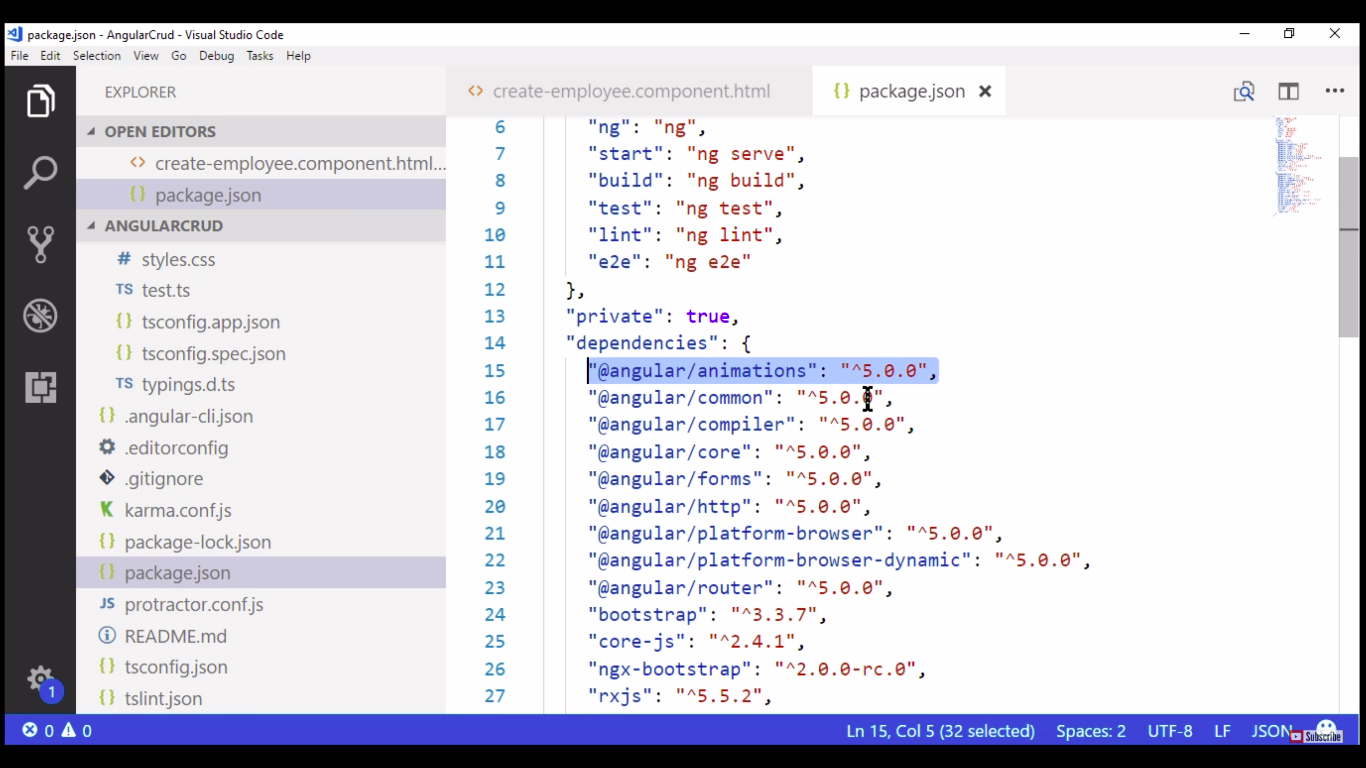 package.json - AngularCrud - Visual Studio Code
File Edit Selection View Go Debug Tasks Help
EXPLORER
OPEN EDITORS
<> create-employee.component.html...
{} package.json
ANGULARCRUD
# styles.css
TS test.ts
{} tsconfig.app.json
{} tsconfig.spec.json
TS typings.d.ts
{} .angular-cli.json
.editorconfig
.gitignore
K karma.conf.js
{} package-lock.json
{} package.json
JS protractor.conf.js
README.md
{} tsconfig.json
{} tslint.json
1
<> create-employee.component.html
{} package.json
6 "ng": "ng",
7 "start": "ng serve",
8 "build": "ng build",
9 "test": "ng test",
10 "lint": "ng lint",
11 "e2e": "ng e2e"
12 },
13 "private": true,
14 "dependencies": {
15 "@angular/animations": "^5.0.0",
16 "@angular/common": "^5.0.0",
17 "@angular/compiler": "^5.0.0",
18 "@angular/core": "^5.0.0",
19 "@angular/forms": "^5.0.0",
20 "@angular/http": "^5.0.0",
21 "@angular/platform-browser": "^5.0.0",
22 "@angular/platform-browser-dynamic": "^5.0.0",
23 "@angular/router": "^5.0.0",
24 "bootstrap": "^3.3.7",
25 "core-js": "^2.4.1",
26 "ngx-bootstrap": "^2.0.0-rc.0",
27 "rxjs": "^5.5.2",
0 0 Ln 15, Col 5 (32 selected) Spaces: 2 UTF-8 LF JSON
Subscribe